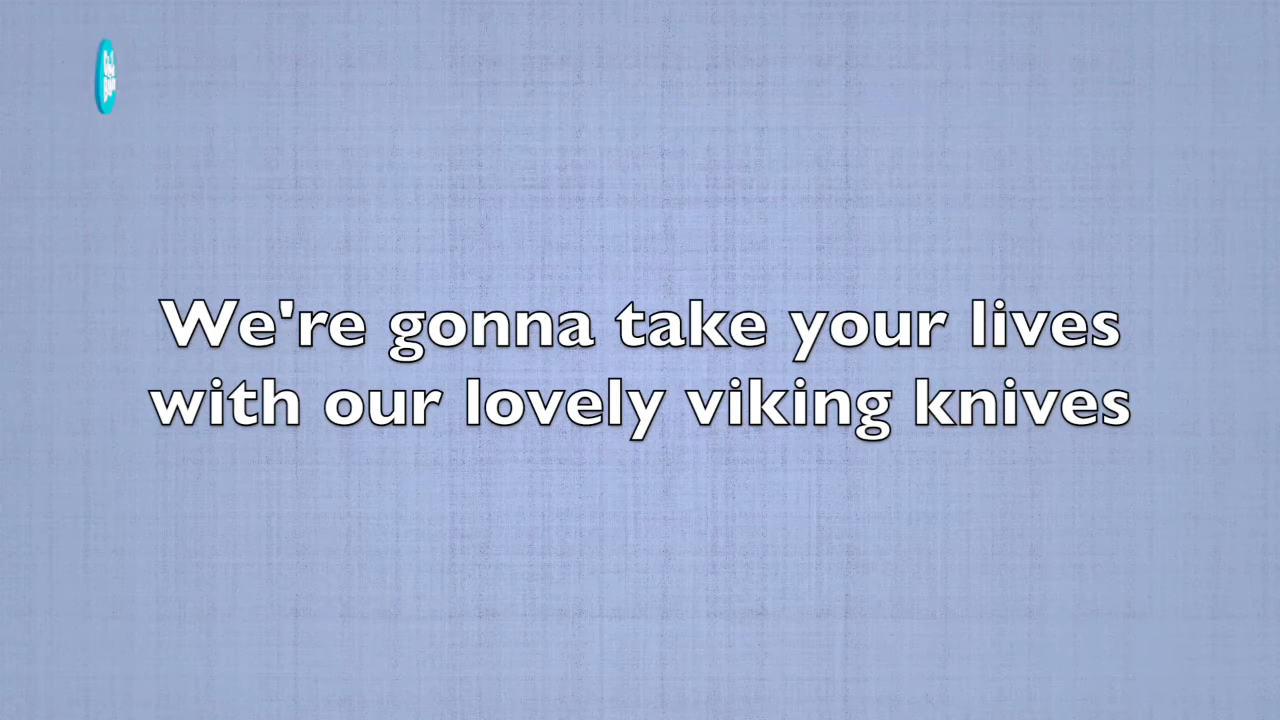 We're gonna take your lives
with our lovely viking knives